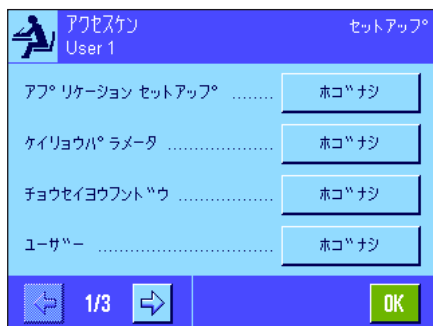 アクセスケン セットアップ
User 1
アプリケーション セットアップ ........ ホゴナシ
ケイリョウパラメータ .................. ホゴナシ
チョウセイヨウフンドウ ................ ホゴナシ
ユーザー .............................. ホゴナシ
1/3 OK